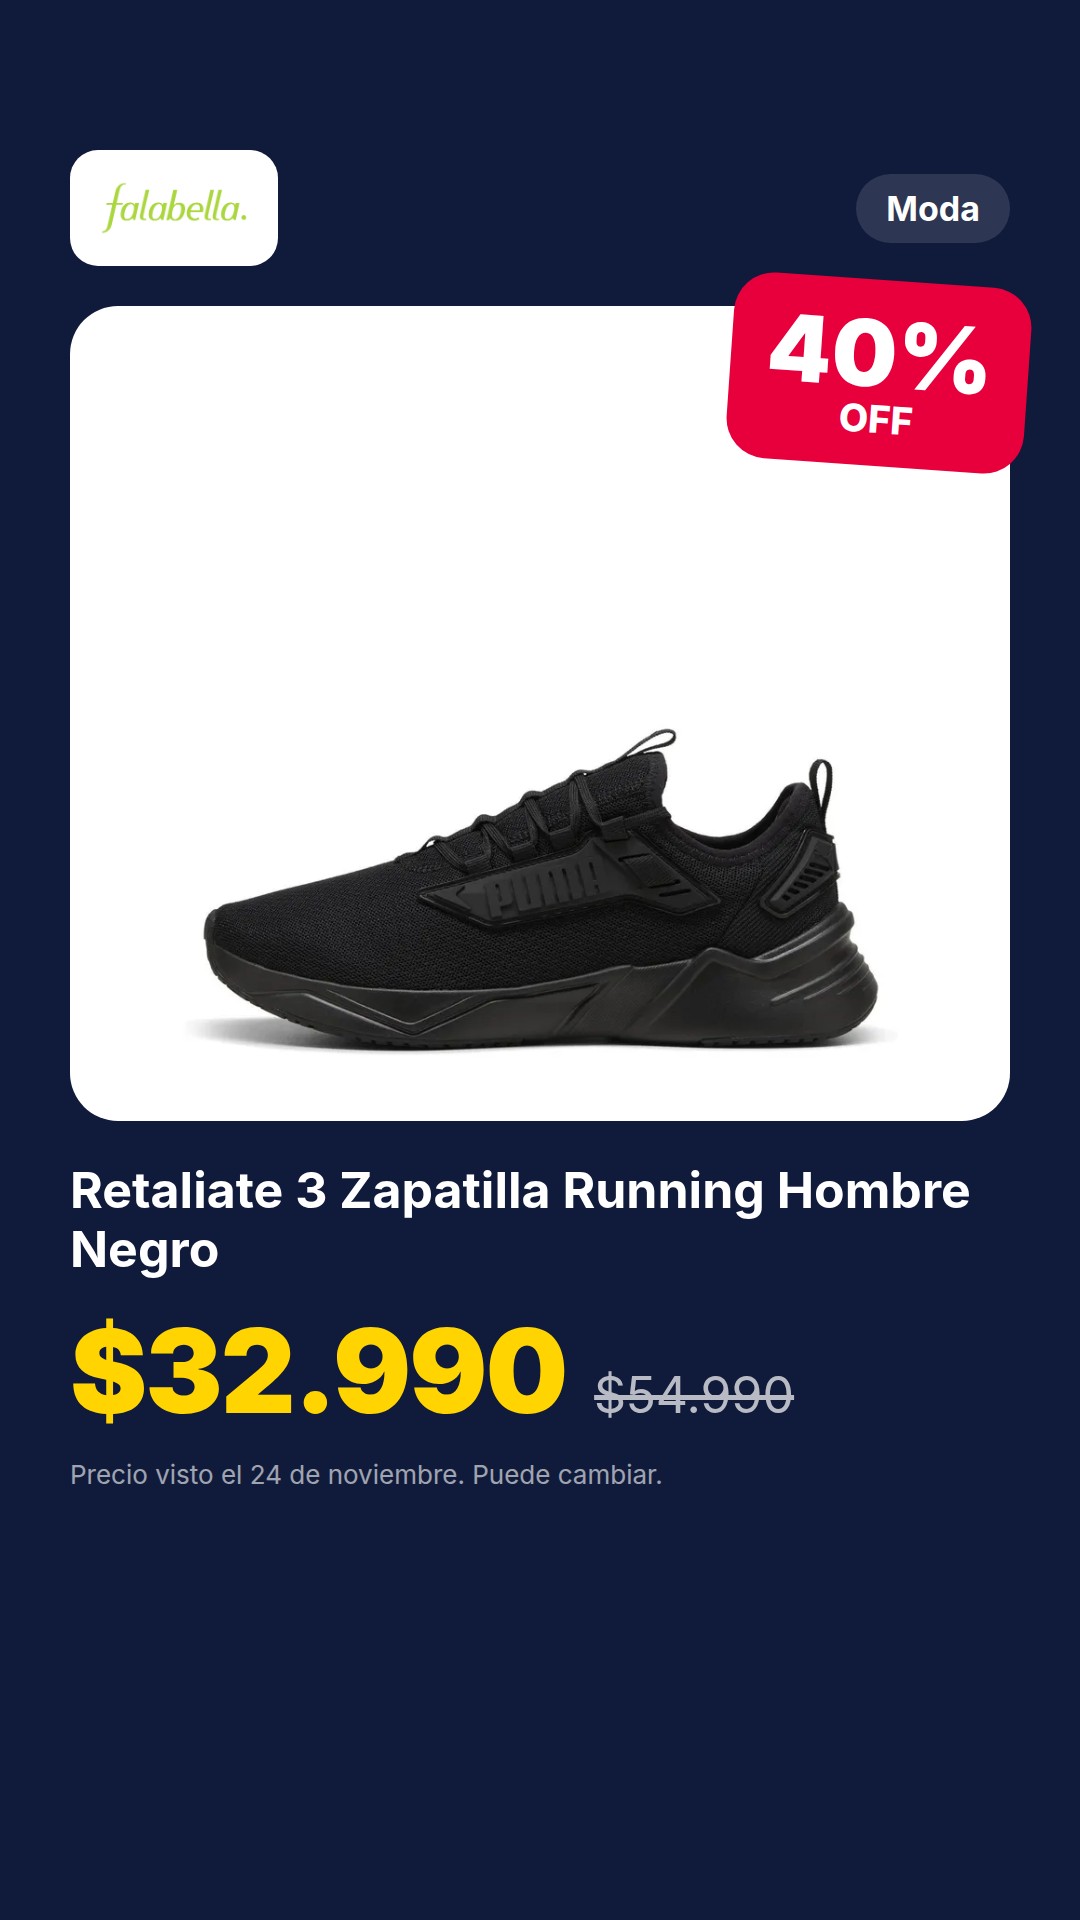 falabella.
Moda
40%
OFF
PUMA
Retaliate 3 Zapatilla Running Hombre
Negro
$32.990 $54.990
Precio visto el 24 de noviembre. Puede cambiar.